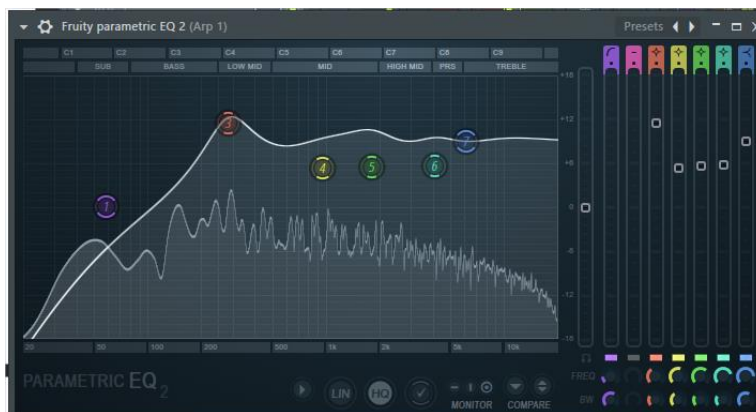 Fruity parametric EQ 2 (Arp 1)
Presets
C1 C2 C3 C4 C5 C6 C7 C8 C9
SUB BASS LOW MID MID HIGH MID PRS TREBLE
+18
+12
+6
0
-6
-12
-18
1 3 4 5 6 7
20 50 100 200 500 1k 2k 5k 10k
FREQ
BW
PARAMETRIC EQ 2
LIN HQ
MONITOR COMPARE